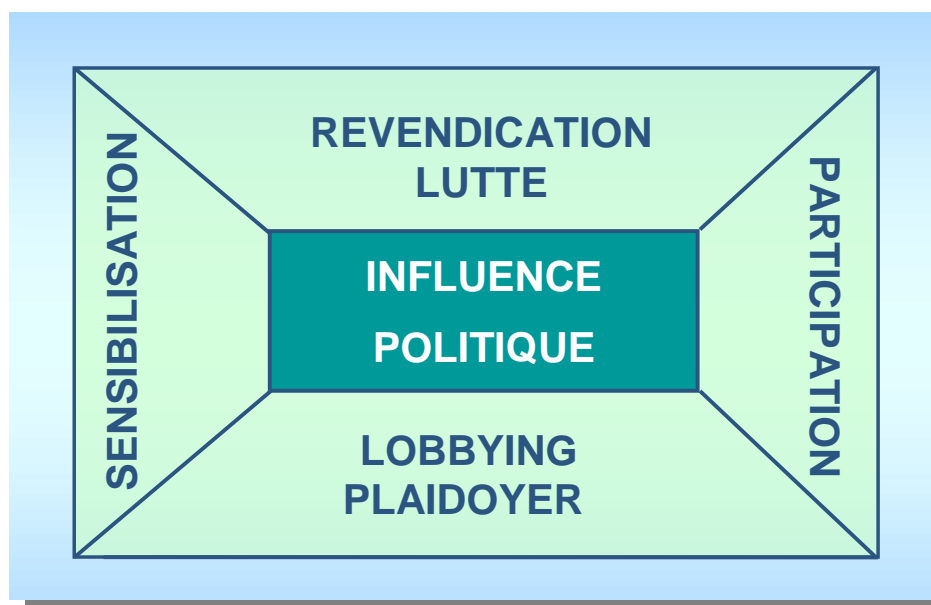 REVENDICATION
LUTTE
SENSIBILISATION
INFLUENCE
POLITIQUE
PARTICIPATION
LOBBYING
PLAIDOYER